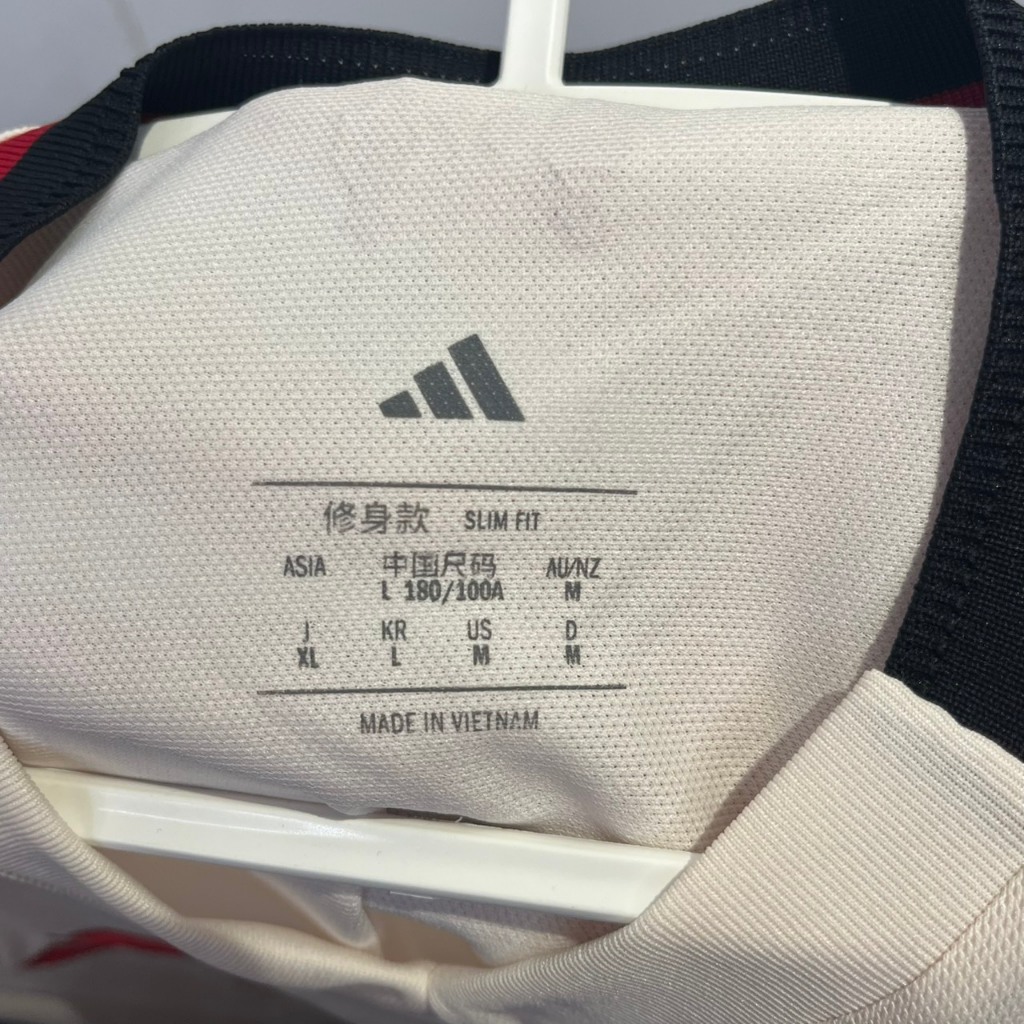 修身款 SLIM FIT
ASIA 中国尺码 AU/NZ
L 180/100A M
J KR US D
XL L M M
MADE IN VIETNAM